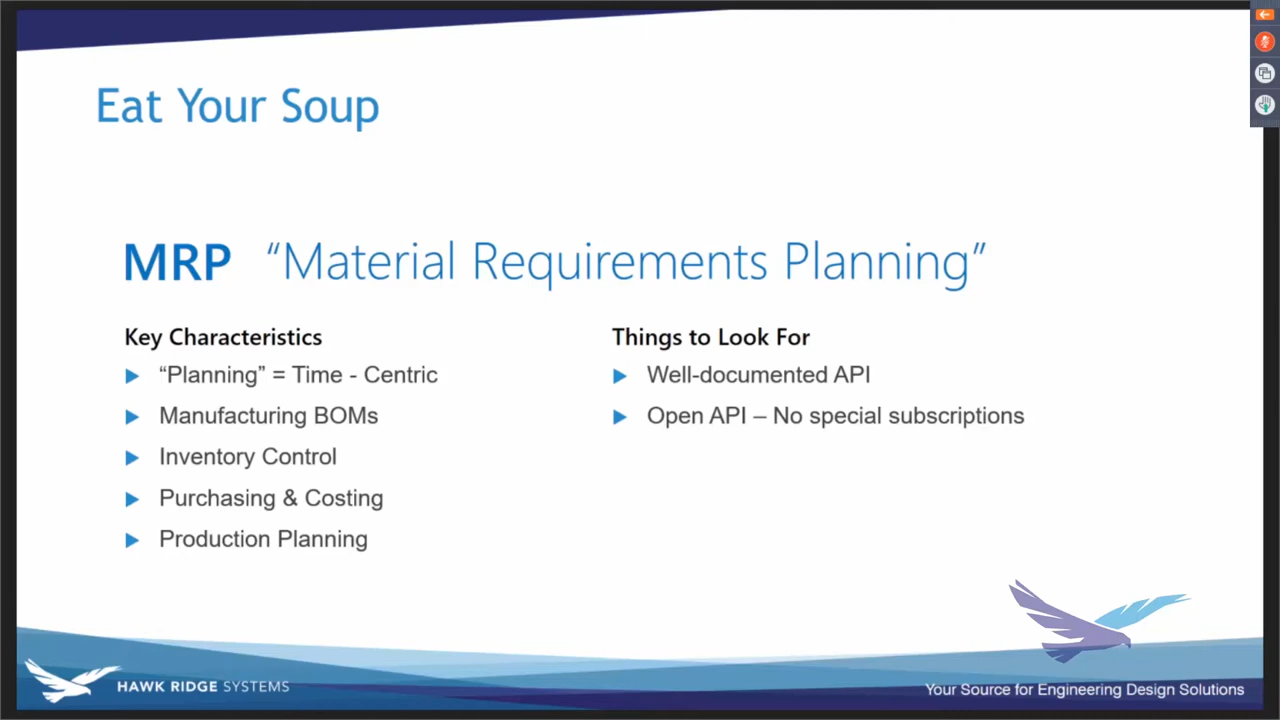 Eat Your Soup
MRP “Material Requirements Planning”
Key Characteristics
“Planning” = Time - Centric
Manufacturing BOMs
Inventory Control
Purchasing & Costing
Production Planning
Things to Look For
Well-documented API
Open API – No special subscriptions
HAWK RIDGE SYSTEMS
Your Source for Engineering Design Solutions